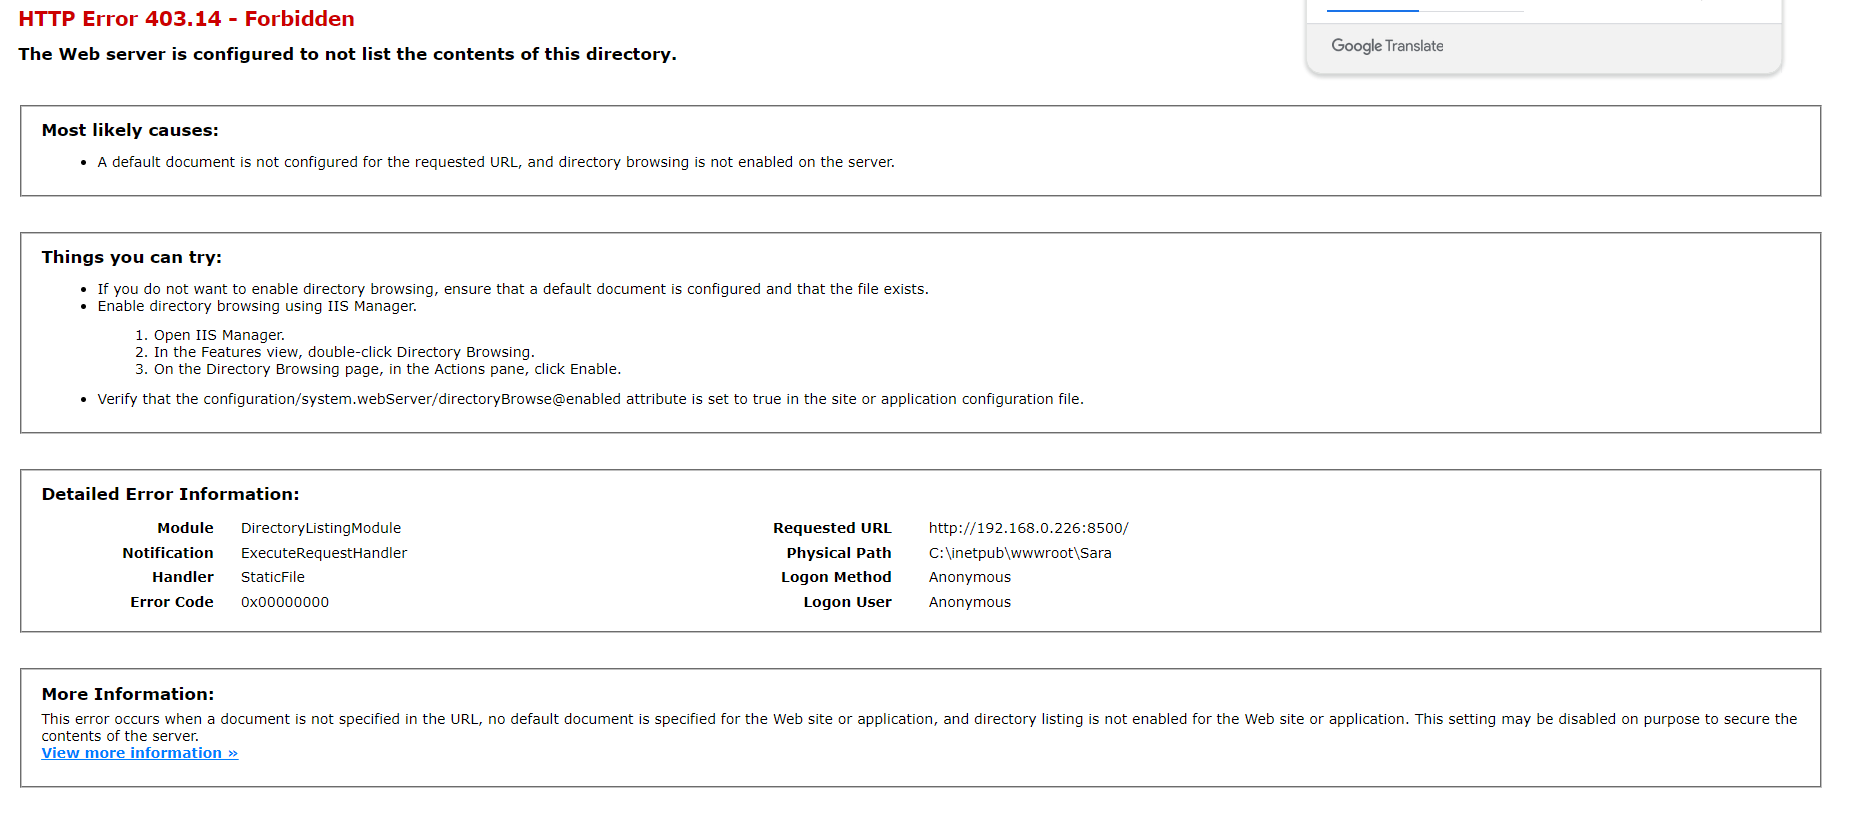 HTTP Error 403.14 - Forbidden
The Web server is configured to not list the contents of this directory.
Google Translate
Most likely causes:
• A default document is not configured for the requested URL, and directory browsing is not enabled on the server.
Things you can try:
• If you do not want to enable directory browsing, ensure that a default document is configured and that the file exists.
• Enable directory browsing using IIS Manager.
1. Open IIS Manager.
2. In the Features view, double-click Directory Browsing.
3. On the Directory Browsing page, in the Actions pane, click Enable.
• Verify that the configuration/system.webServer/directoryBrowse@enabled attribute is set to true in the site or application configuration file.
Detailed Error Information:
Module DirectoryListingModule
Notification ExecuteRequestHandler
Handler StaticFile
Error Code 0x00000000
Requested URL http://192.168.0.226:8500/
Physical Path C:\inetpub\wwwroot\Sara
Logon Method Anonymous
Logon User Anonymous
More Information:
This error occurs when a document is not specified in the URL, no default document is specified for the Web site or application, and directory listing is not enabled for the Web site or application. This setting may be disabled on purpose to secure the
contents of the server.
View more information »